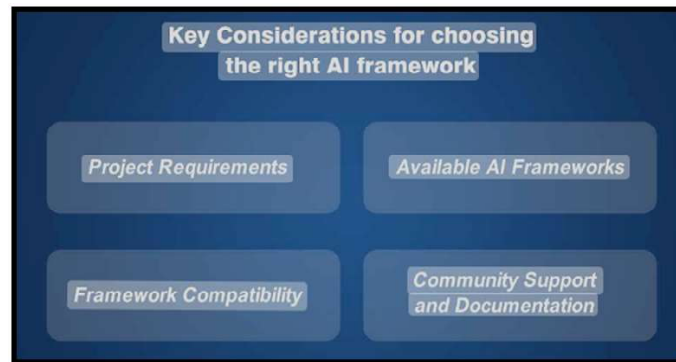 Key Considerations for choosing
the right AI framework
Project Requirements
Available AI Frameworks
Framework Compatibility
Community Support
and Documentation